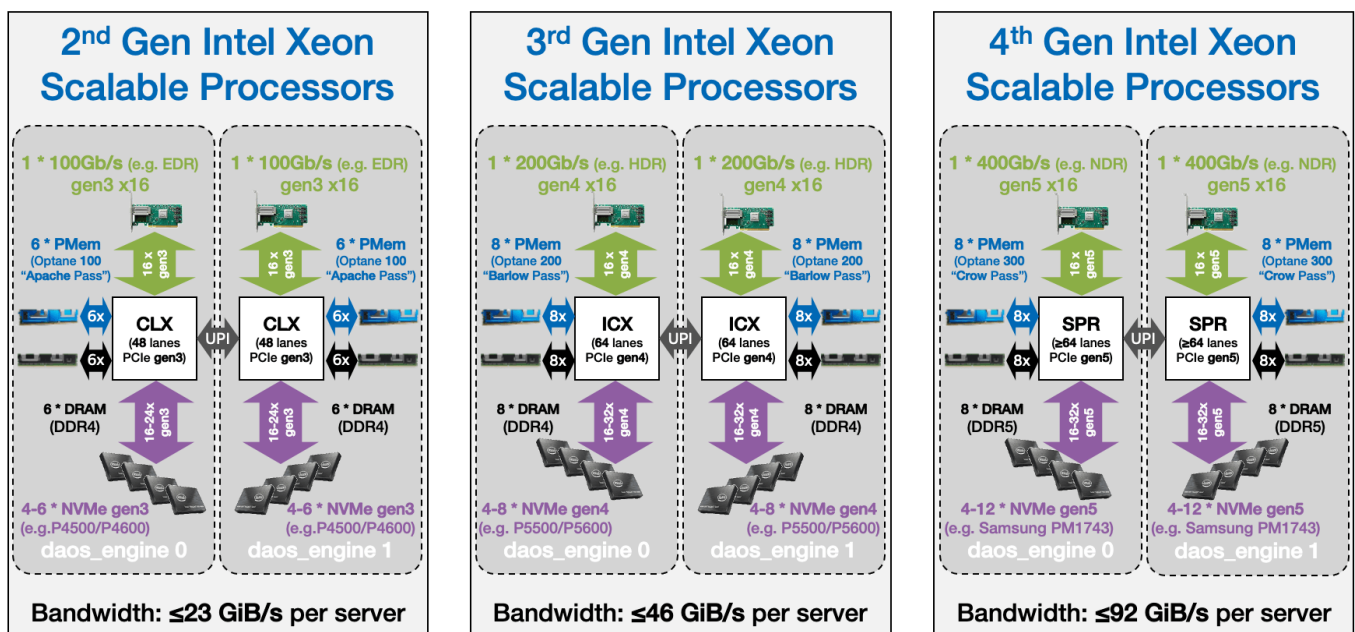 2nd Gen Intel Xeon
Scalable Processors
1 * 100Gb/s (e.g. EDR)
gen3 x16
6 * PMem
(Optane 100
“Apache Pass”)
16 x
gen3
6x
CLX
(48 lanes
PCIe gen3)
6x
16-24x
gen3
6 * DRAM
(DDR4)
4-6 * NVMe gen3
(e.g.P4500/P4600)
daos_engine 0
UPI
1 * 100Gb/s (e.g. EDR)
gen3 x16
16 x
gen3
6 * PMem
(Optane 100
“Apache Pass”)
CLX
(48 lanes
PCIe gen3)
6x
6x
16-24x
gen3
6 * DRAM
(DDR4)
4-6 * NVMe gen3
(e.g.P4500/P4600)
daos_engine 1
Bandwidth: ≤23 GiB/s per server
3rd Gen Intel Xeon
Scalable Processors
1 * 200Gb/s (e.g. HDR)
gen4 x16
8 * PMem
(Optane 200
“Barlow Pass”)
16 x
gen4
8x
ICX
(64 lanes
PCIe gen4)
8x
16-32x
gen4
8 * DRAM
(DDR4)
4-8 * NVMe gen4
(e.g. P5500/P5600)
daos_engine 0
UPI
1 * 200Gb/s (e.g. HDR)
gen4 x16
16 x
gen4
8 * PMem
(Optane 200
“Barlow Pass”)
ICX
(64 lanes
PCIe gen4)
8x
8x
16-32x
gen4
8 * DRAM
(DDR4)
4-8 * NVMe gen4
(e.g. P5500/P5600)
daos_engine 1
Bandwidth: ≤46 GiB/s per server
4th Gen Intel Xeon
Scalable Processors
1 * 400Gb/s (e.g. NDR)
gen5 x16
8 * PMem
(Optane 300
“Crow Pass”)
16 x
gen5
8x
SPR
(≥64 lanes
PCIe gen5)
8x
16-32x
gen5
8 * DRAM
(DDR5)
4-12 * NVMe gen5
(e.g. Samsung PM1743)
daos_engine 0
UPI
1 * 400Gb/s (e.g. NDR)
gen5 x16
16 x
gen5
8 * PMem
(Optane 300
“Crow Pass”)
SPR
(≥64 lanes
PCIe gen5)
8x
8x
16-32x
gen5
8 * DRAM
(DDR5)
4-12 * NVMe gen5
(e.g. Samsung PM1743)
daos_engine 1
Bandwidth: ≤92 GiB/s per server